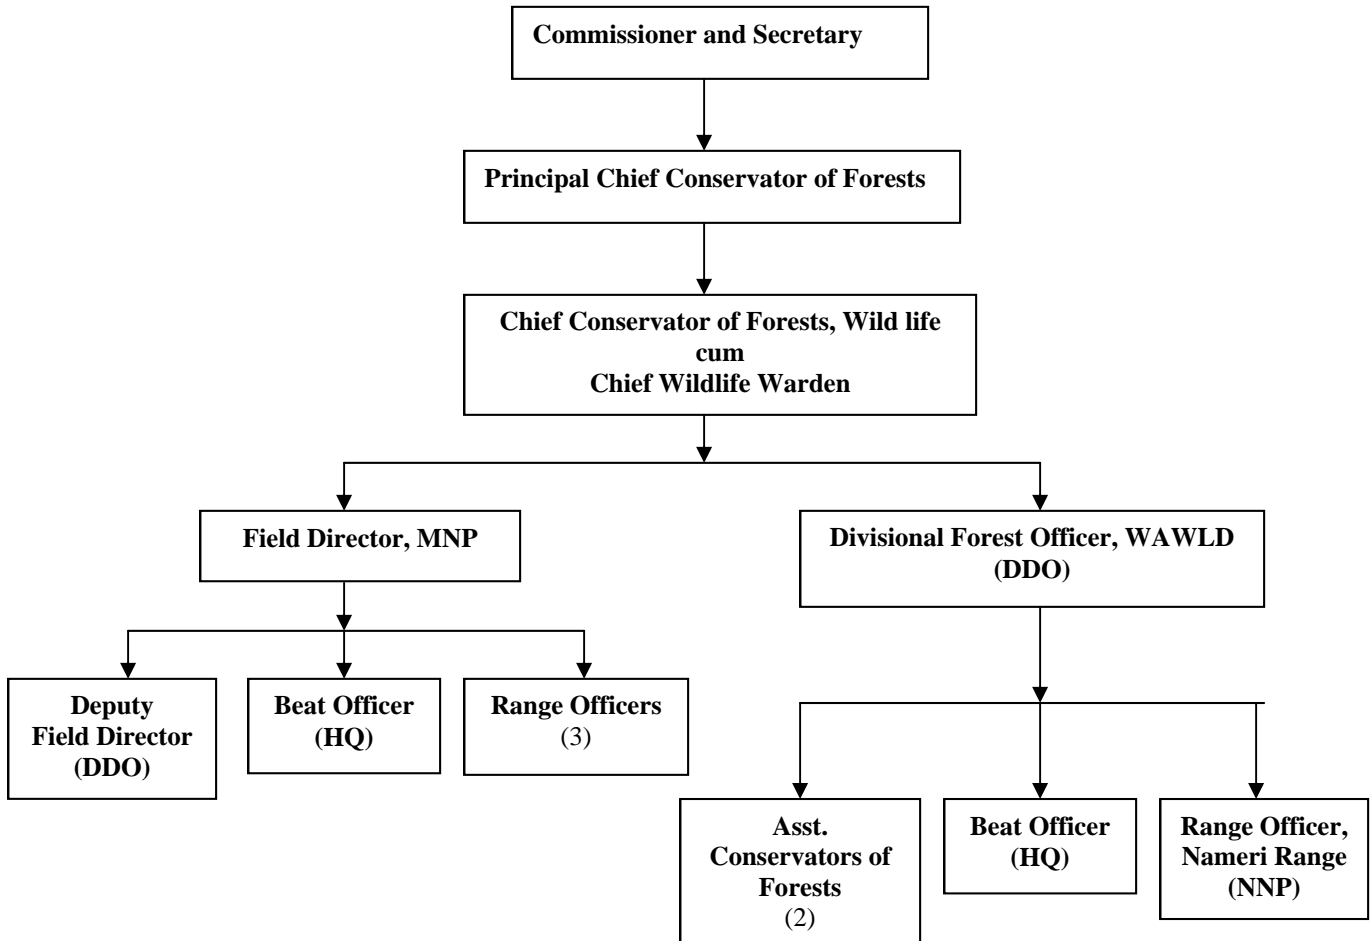 Commissioner and Secretary
Principal Chief Conservator of Forests
Chief Conservator of Forests, Wild life
cum
Chief Wildlife Warden
Field Director, MNP
Divisional Forest Officer, WAWLD
(DDO)
Deputy
Field Director
(DDO)
Beat Officer
(HQ)
Range Officers
(3)
Asst.
Conservators of
Forests
(2)
Beat Officer
(HQ)
Range Officer,
Nameri Range
(NNP)